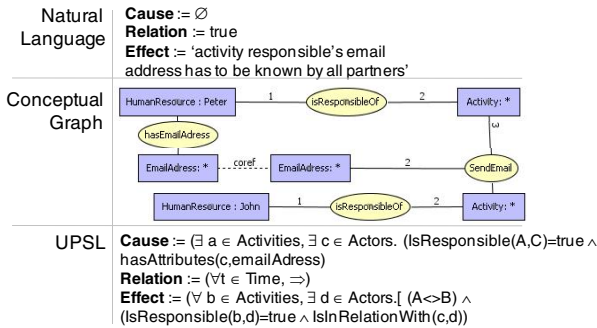 Natural Language
Cause := ∅
Relation := true
Effect := ‘activity responsible’s email
address has to be known by all partners’
Conceptual Graph
HumanResource : Peter
1
isResponsibleOf
2
Activity: *
hasEmailAdress
3
EmailAdress: *
coref
EmailAdress: *
2
SendEmail
HumanResource : John
1
isResponsibleOf
2
Activity: *
UPSL
Cause := (∃ a ∈ Activities, ∃ c ∈ Actors. (IsResponsible(A,C)=true ∧
hasAttributes(c,emailAdress)
Relation := (∀t ∈ Time, ⇒)
Effect := (∀ b ∈ Activities, ∃ d ∈ Actors.[ (A<>B) ∧
(IsResponsible(b,d)=true ∧ IsInRelationWith(c,d))